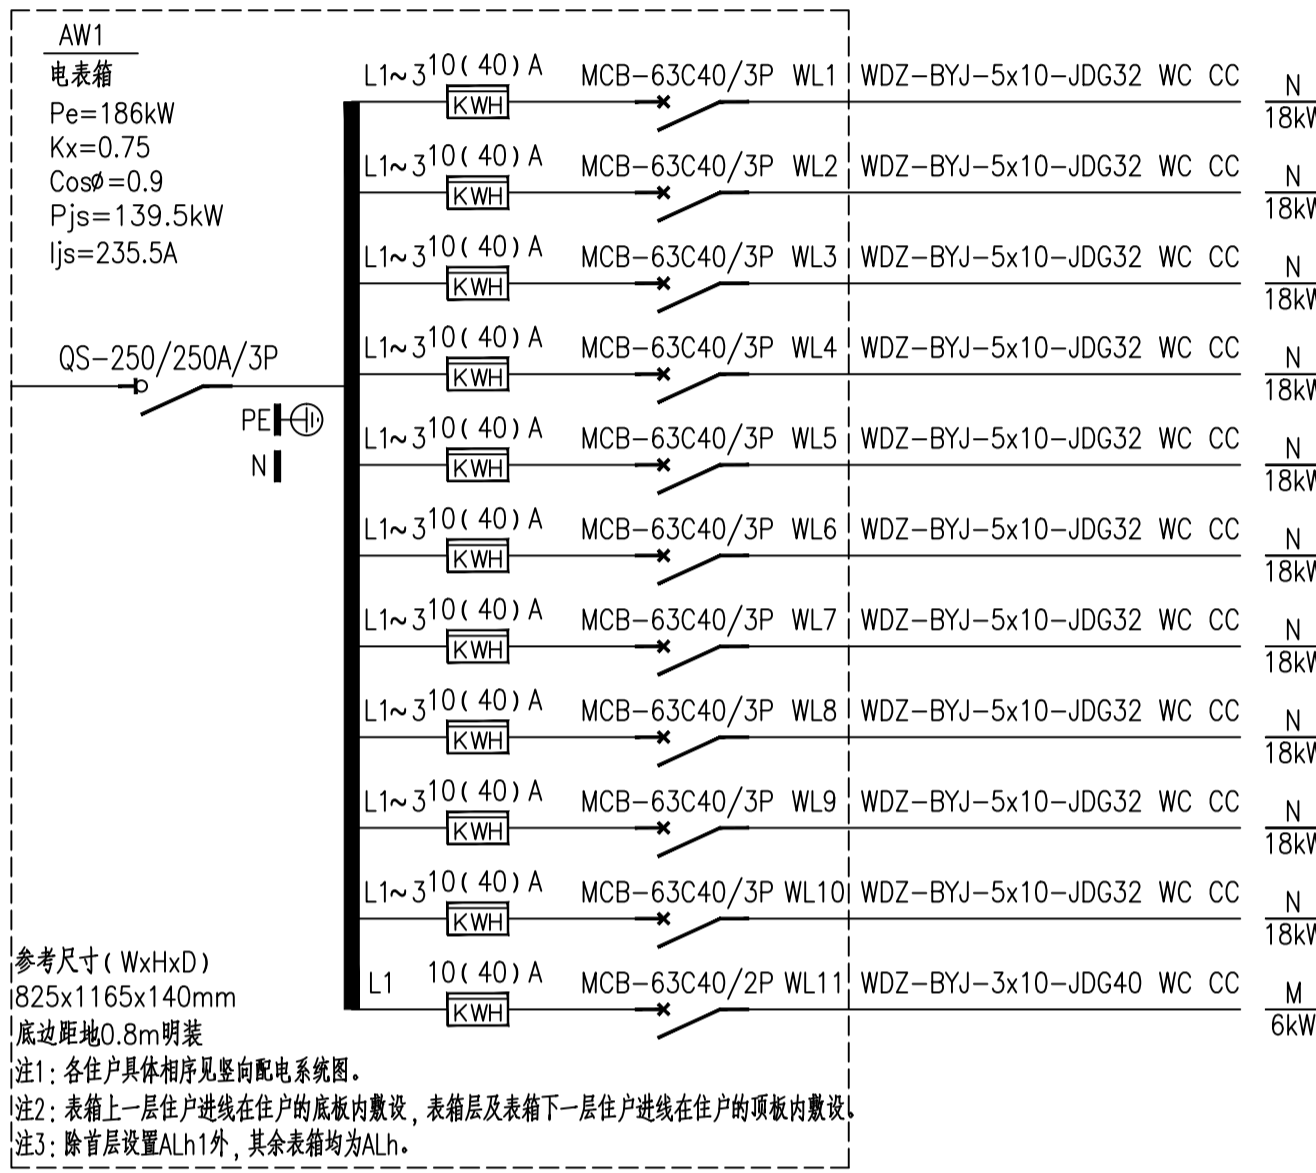 AW1
电表箱
Pe=186kW
Kx=0.75
CosØ=0.9
Pjs=139.5kW
Ijs=235.5A
QS-250/250A/3P
PE
N
L1~3 10(40)A MCB-63C40/3P WL1 WDZ-BYJ-5x10-JDG32 WC CC N
KWH 18kW
L1~3 10(40)A MCB-63C40/3P WL2 WDZ-BYJ-5x10-JDG32 WC CC N
KWH 18kW
L1~3 10(40)A MCB-63C40/3P WL3 WDZ-BYJ-5x10-JDG32 WC CC N
KWH 18kW
L1~3 10(40)A MCB-63C40/3P WL4 WDZ-BYJ-5x10-JDG32 WC CC N
KWH 18kW
L1~3 10(40)A MCB-63C40/3P WL5 WDZ-BYJ-5x10-JDG32 WC CC N
KWH 18kW
L1~3 10(40)A MCB-63C40/3P WL6 WDZ-BYJ-5x10-JDG32 WC CC N
KWH 18kW
L1~3 10(40)A MCB-63C40/3P WL7 WDZ-BYJ-5x10-JDG32 WC CC N
KWH 18kW
L1~3 10(40)A MCB-63C40/3P WL8 WDZ-BYJ-5x10-JDG32 WC CC N
KWH 18kW
L1~3 10(40)A MCB-63C40/3P WL9 WDZ-BYJ-5x10-JDG32 WC CC N
KWH 18kW
L1~3 10(40)A MCB-63C40/3P WL10 WDZ-BYJ-5x10-JDG32 WC CC N
KWH 18kW
L1 10(40)A MCB-63C40/2P WL11 WDZ-BYJ-3x10-JDG40 WC CC M
KWH 6kW
参考尺寸(WxHxD)
825x1165x140mm
底边距地0.8m明装
注1:各住户具体相序见竖向配电系统图。
注2:表箱上一层住户进线在住户的底板内敷设,表箱层及表箱下一层住户进线在住户的顶板内敷设。
注3:除首层设置ALh1外,其余表箱均为ALh。